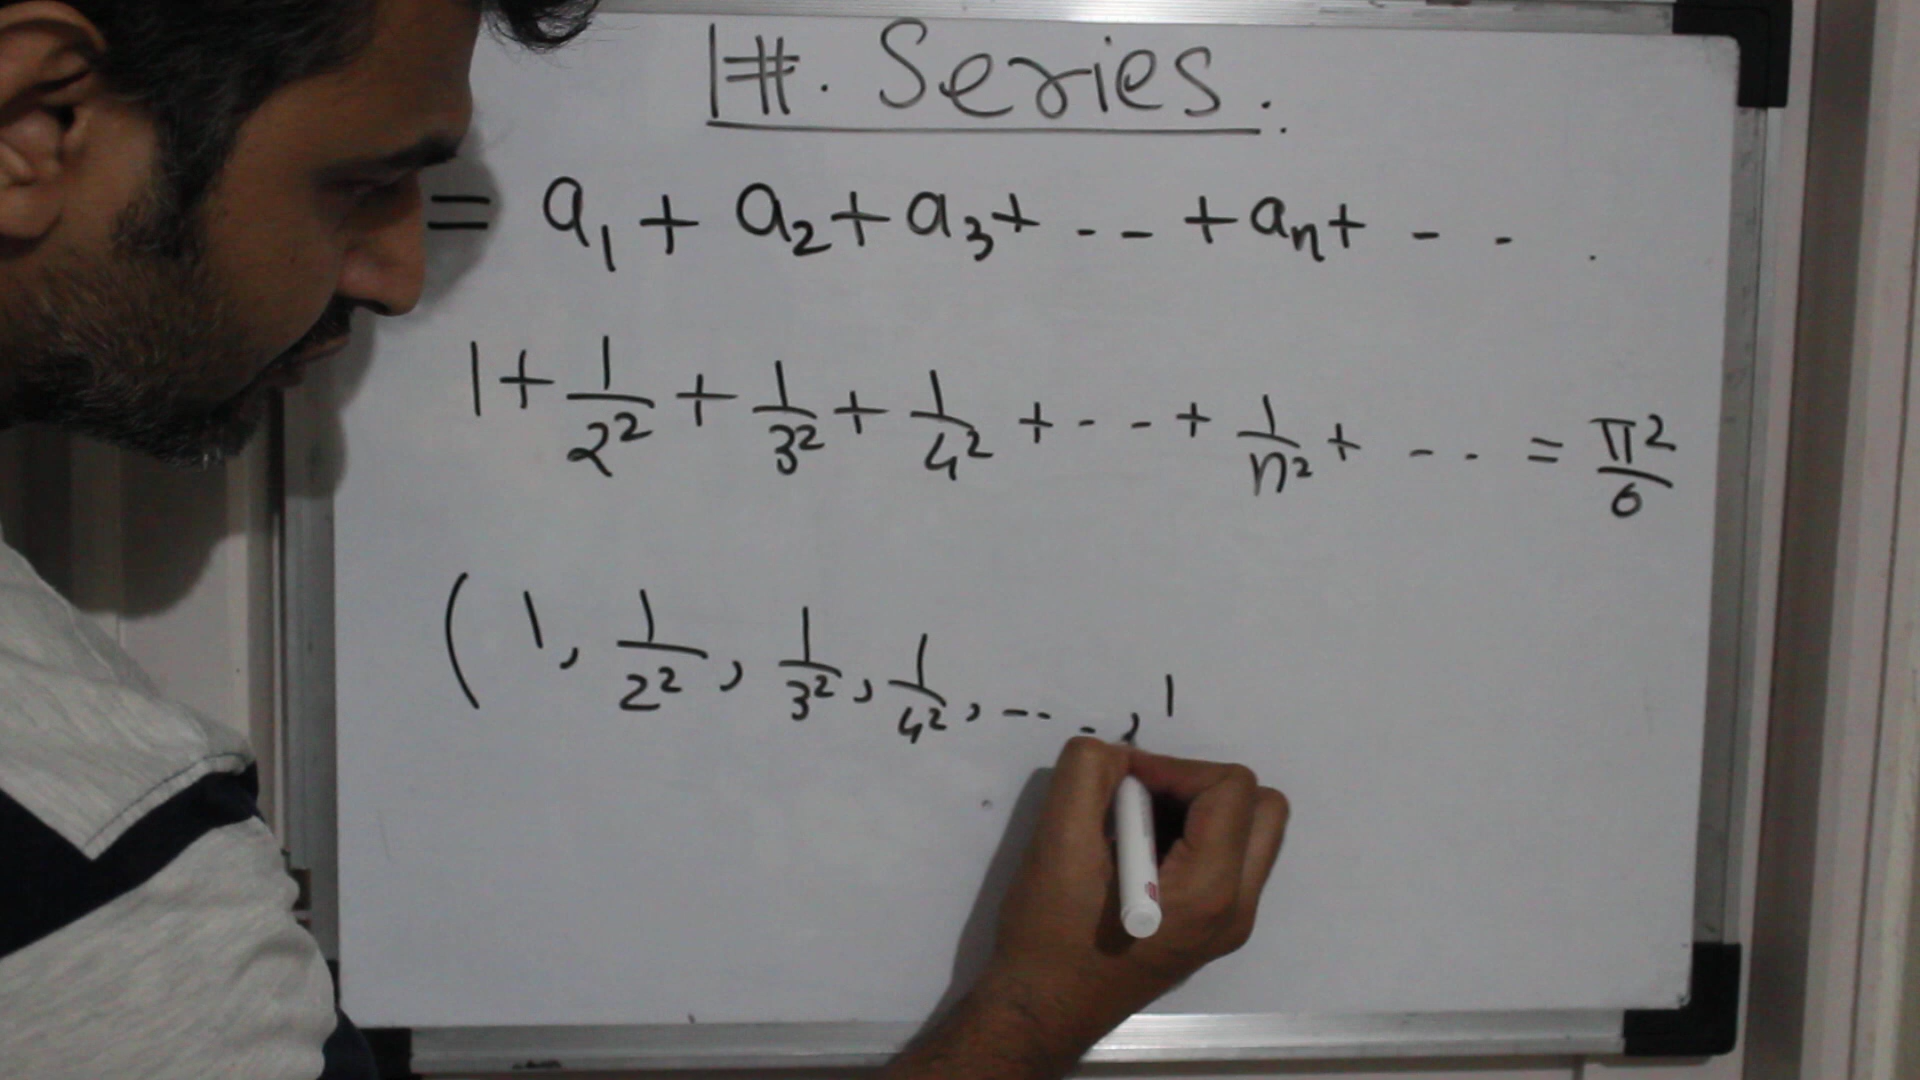 1#. Series.
= a₁ + a₂ + a₃ + -- + aₙ + - - .
1 + 1/2² + 1/3² + 1/4² + -- + 1/n² + -- = π²/6
( 1, 1/2², 1/3², 1/4², ---, 1